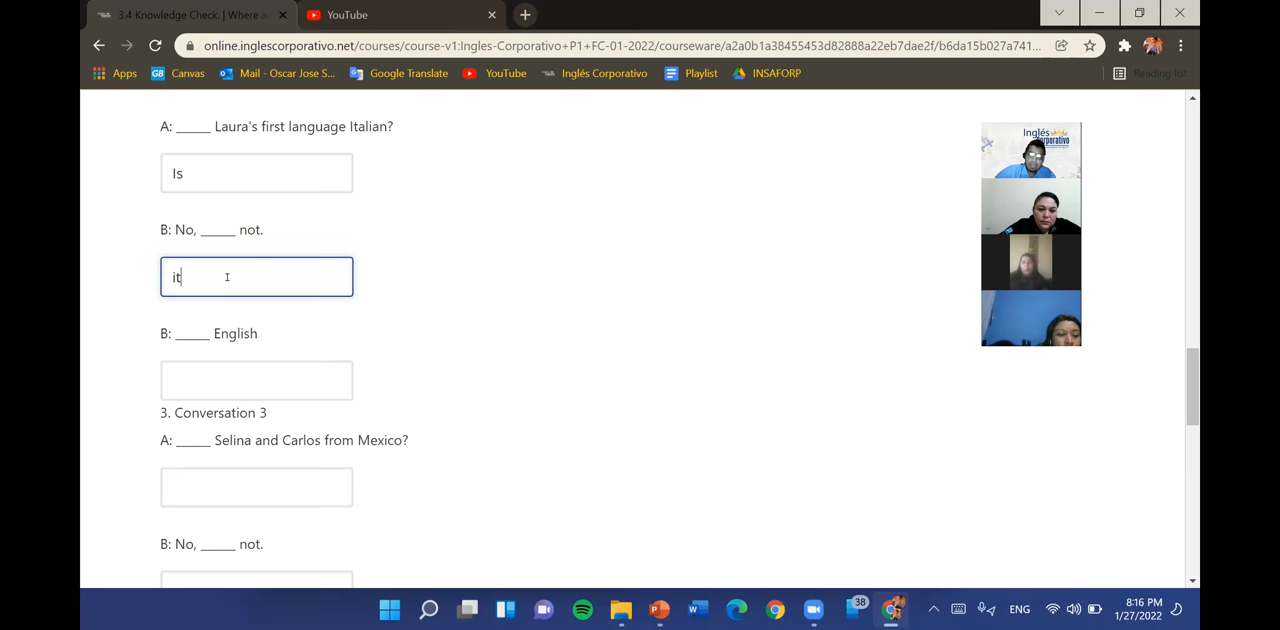 3.4 Knowledge Check. | Where a
YouTube
online.inglescorporativo.net/courses/course-v1:Ingles-Corporativo+P1+FC-01-2022/courseware/a2a0b1a38455453d82888a22eb7dae2f/b6da15b027a741...
Apps
GB Canvas
Mail - Oscar Jose S...
Google Translate
YouTube
Inglés Corporativo
Playlist
INSAFORP
Reading list
A: _____ Laura's first language Italian?
Is
B: No, _____ not.
it
B: _____ English
3. Conversation 3
A: _____ Selina and Carlos from Mexico?
B: No, _____ not.
Inglés
Corporativo
38
ENG
8:16 PM
1/27/2022